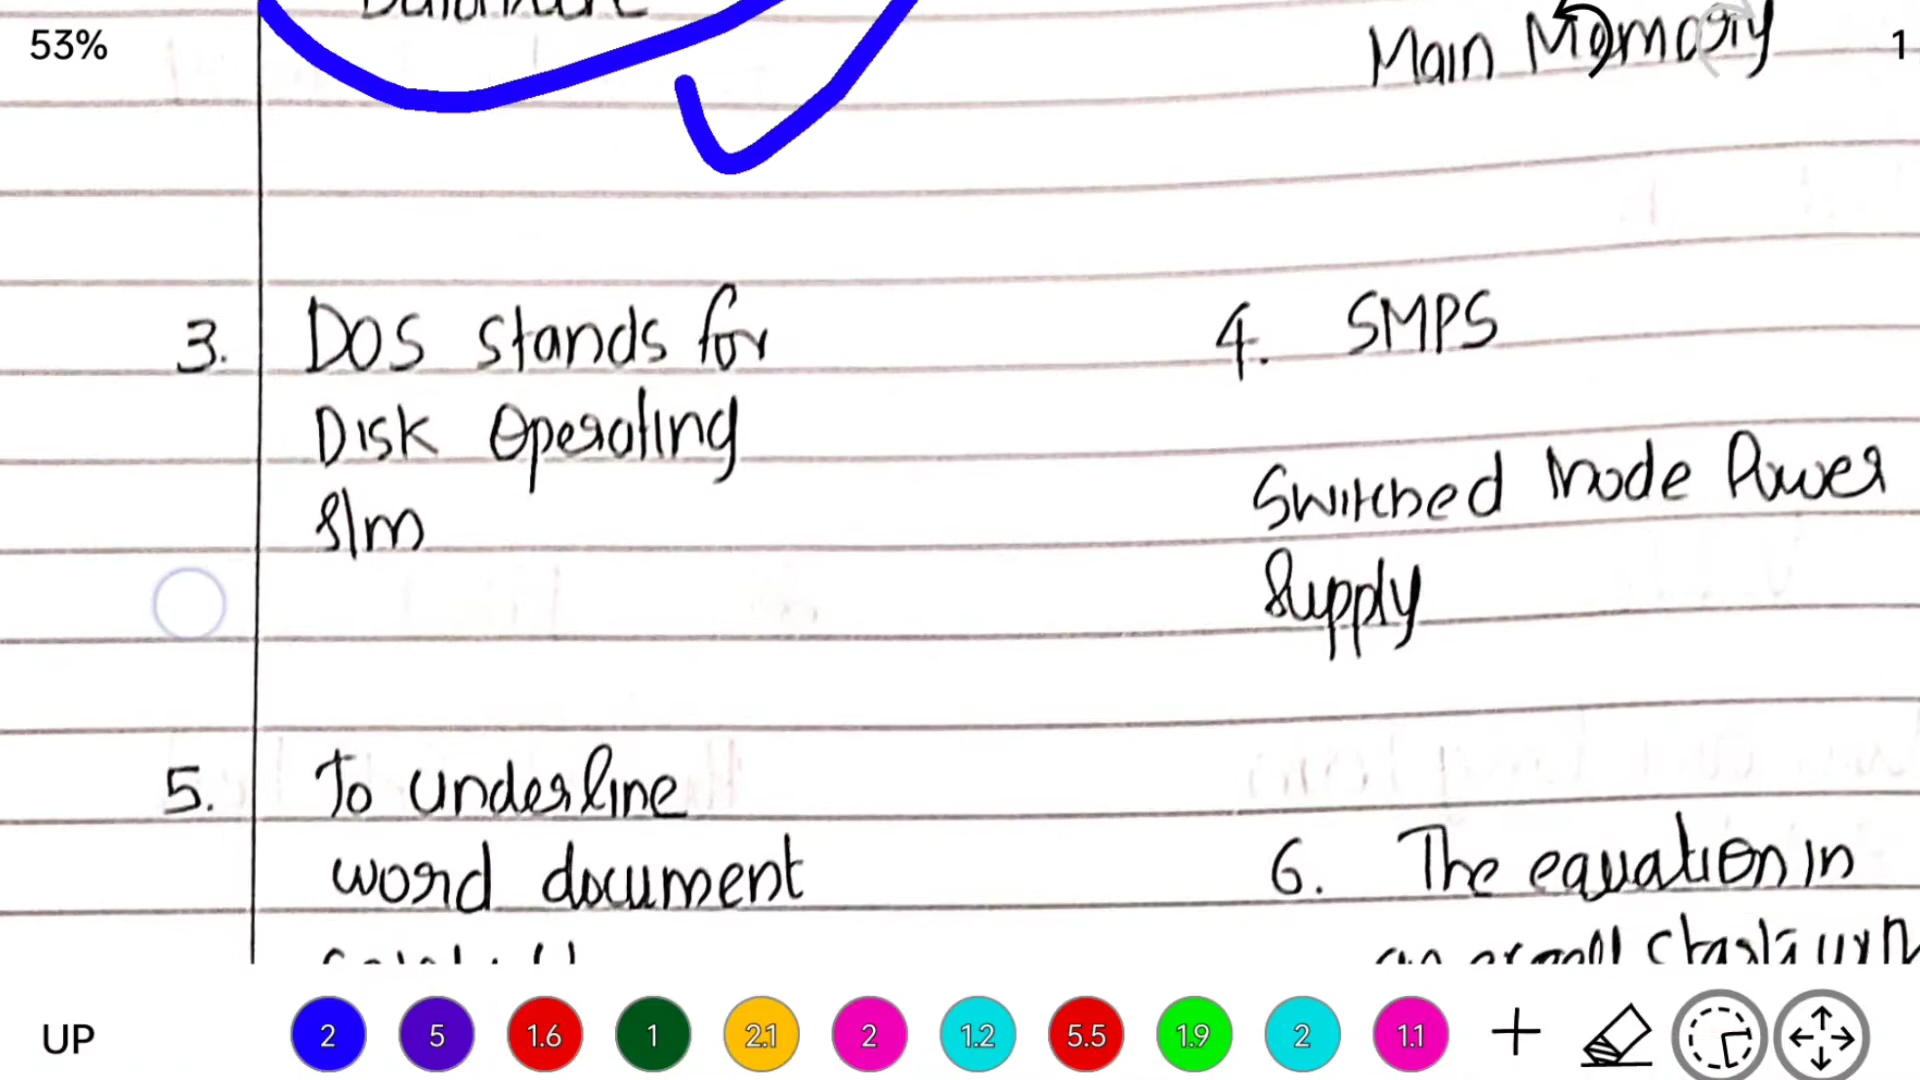 53%
Main Memory
1
3. DOS stands for
Disk Operating
4. SMPS
Switched Mode Power
Supply
5. To underline
word document
6. The equation in
UP
2 5 1.6 1 2.1 2 1.2 5.5 1.9 2 1.1